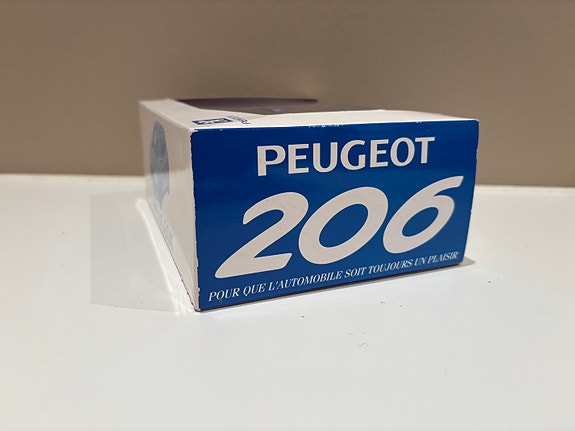 PEUGEOT
206
POUR QUE L'AUTOMOBILE SOIT TOUJOURS UN PLAISIR